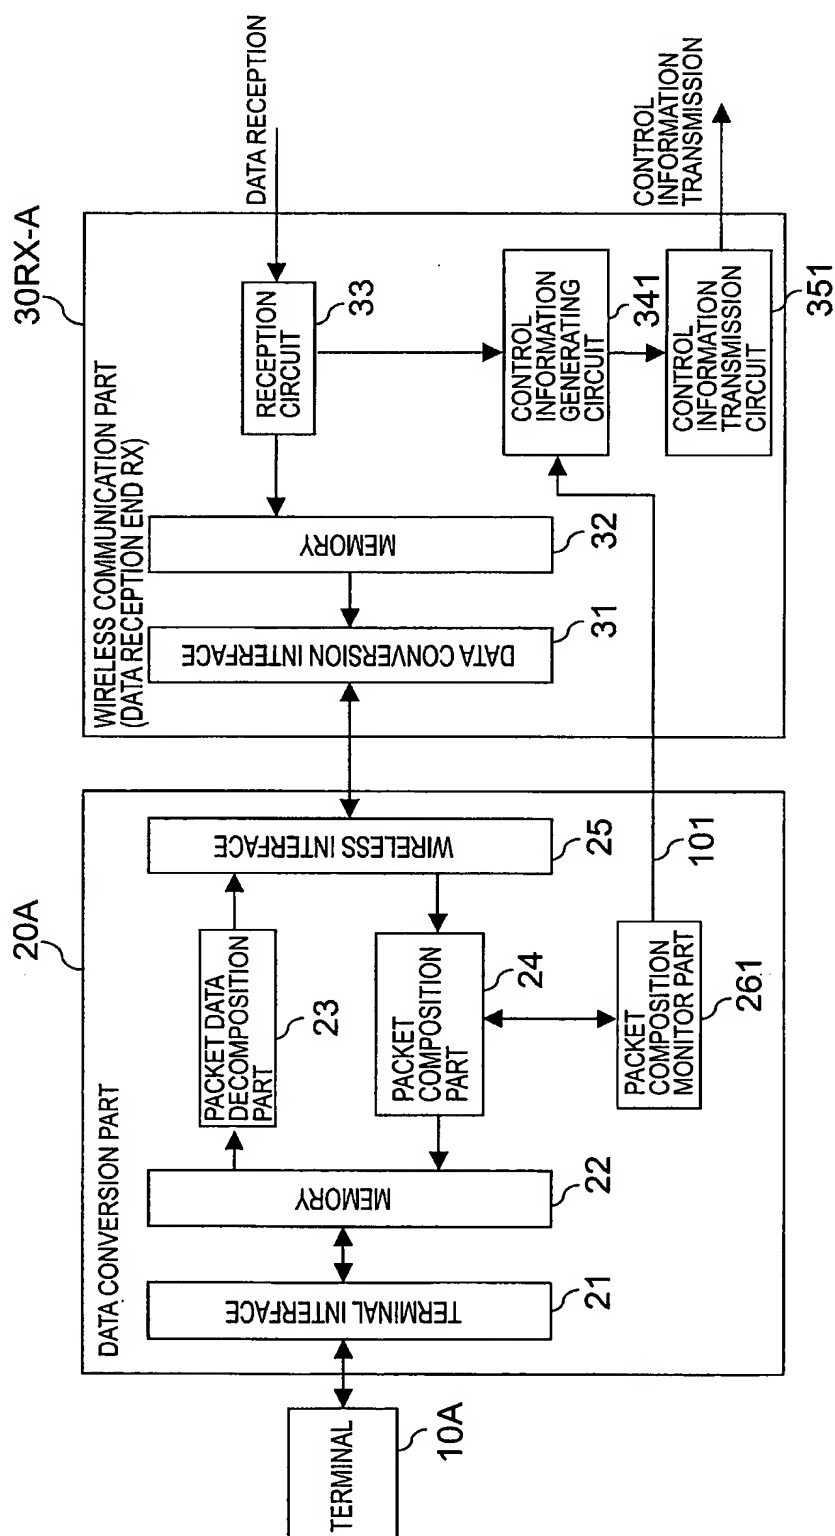 20A
DATA CONVERSION PART
TERMINAL
10A
TERMINAL INTERFACE
21
MEMORY
22
PACKET DATA
DECOMPOSITION
PART
23
PACKET
COMPOSITION
PART
24
WIRELESS INTERFACE
25
PACKET
COMPOSITION
MONITOR PART
261
101
30RX-A
WIRELESS COMMUNICATION PART
(DATA RECEPTION END RX)
DATA CONVERSION INTERFACE
31
MEMORY
32
RECEPTION
CIRCUIT
33
DATA RECEPTION
CONTROL
INFORMATION
GENERATING
CIRCUIT
341
CONTROL
INFORMATION
TRANSMISSION
CIRCUIT
351
CONTROL
INFORMATION
TRANSMISSION